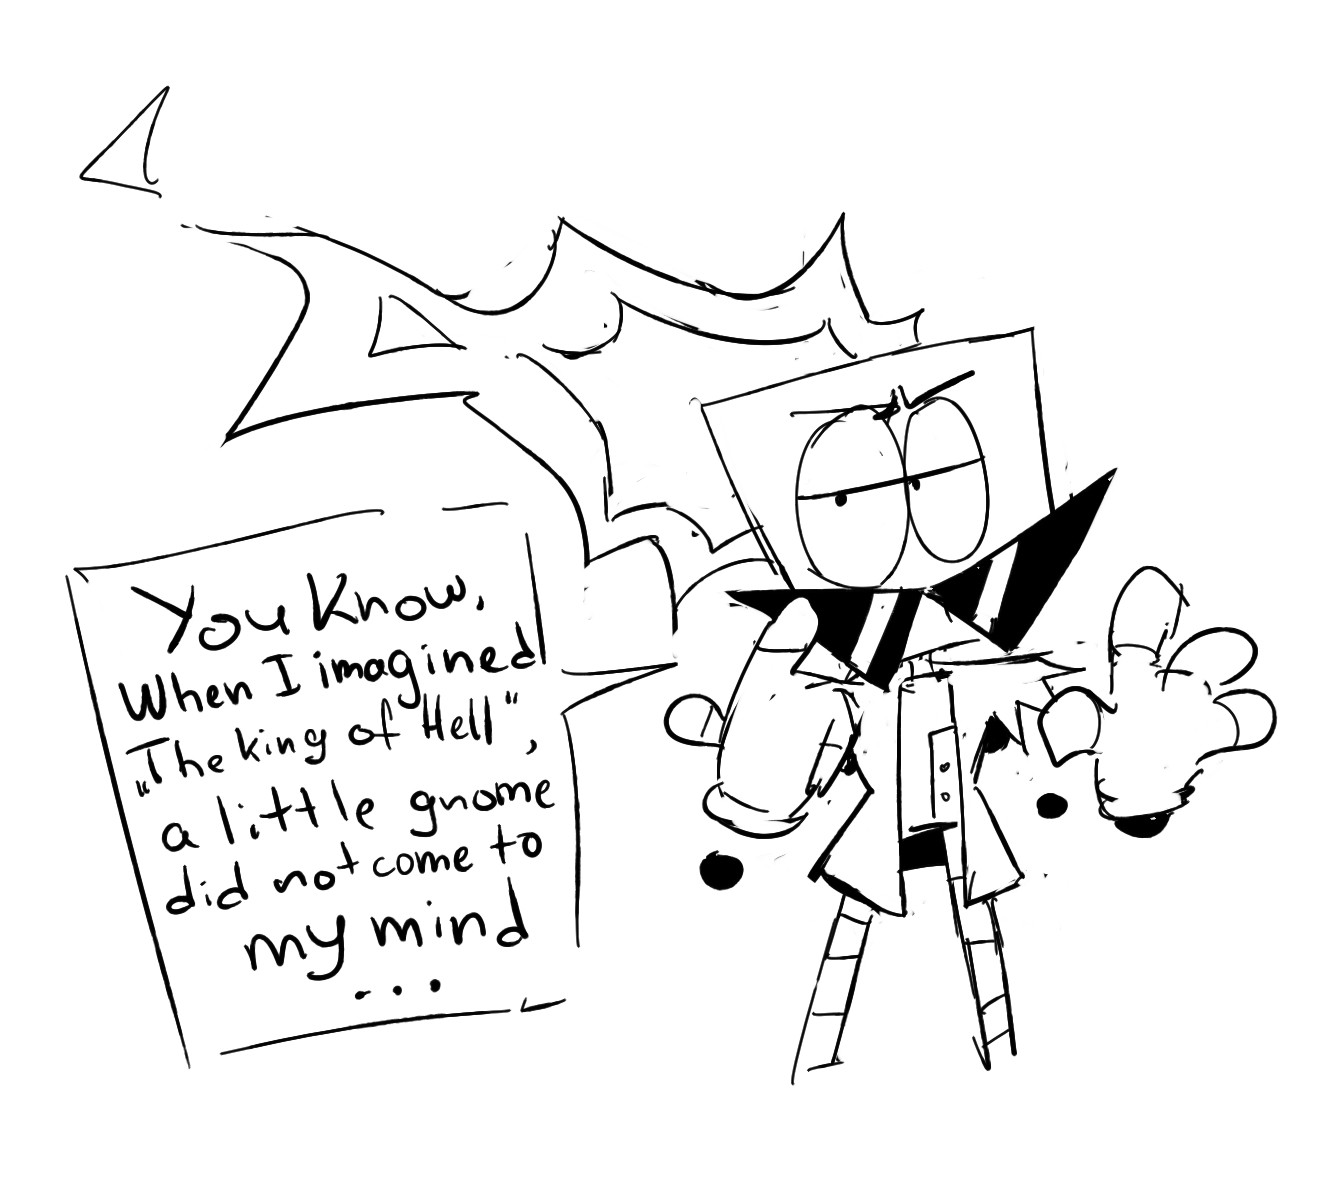 You Know,
When I imagined
„The king of Hell“,
a little gnome
did not come to
my mind
...